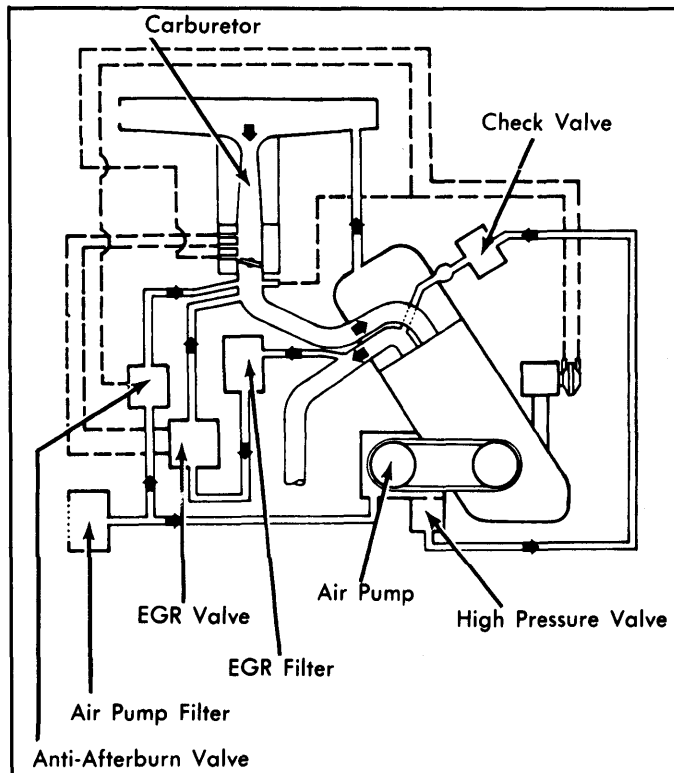 Carburetor
Check Valve
Air Pump
High Pressure Valve
EGR Valve
EGR Filter
Air Pump Filter
Anti-Afterburn Valve